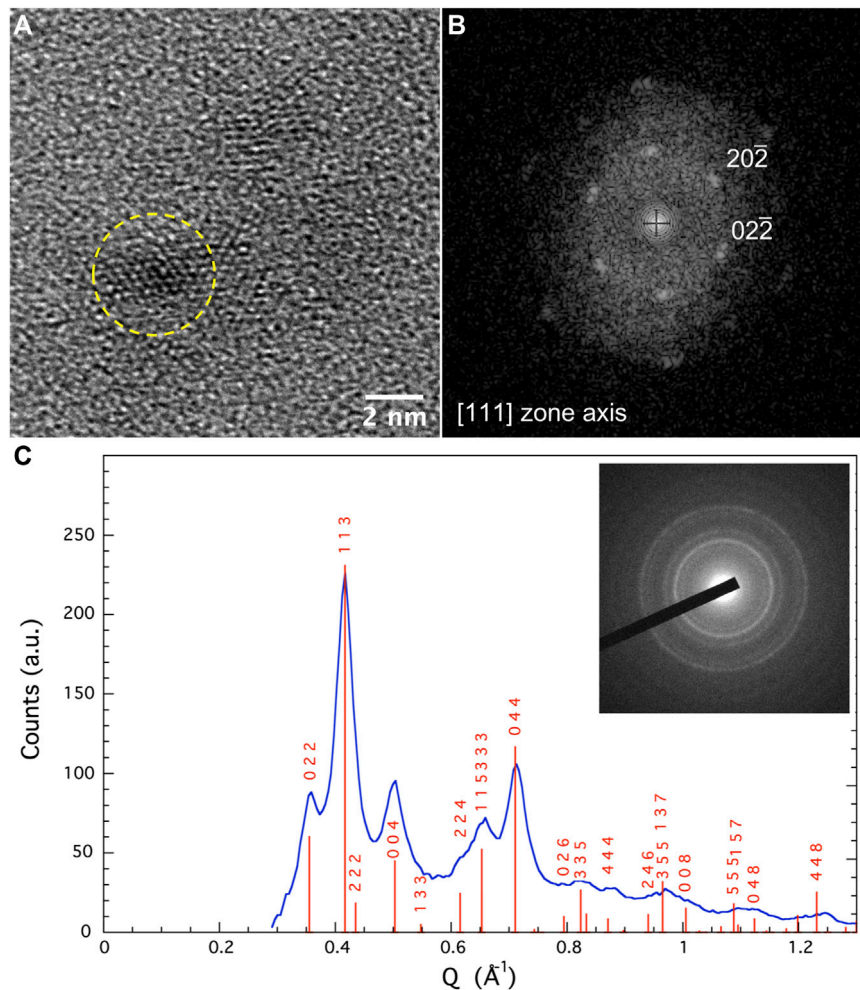 A
2 nm
B
202̄
022̄
[111] zone axis
C
Counts (a.u.)
250
200
150
100
50
0
0 2 2
1 1 3
2 2 2
0 0 4
1 3 3
2 2 4
1 1 5 3 3 3
0 4 4
0 2 6
3 3 5
4 4 4
2 4 6
3 5 5 1 3 7
0 0 8
5 5 5 1 5 7
0 4 8
4 4 8
0
0.2
0.4
0.6
0.8
1
1.2
Q (Å⁻¹)